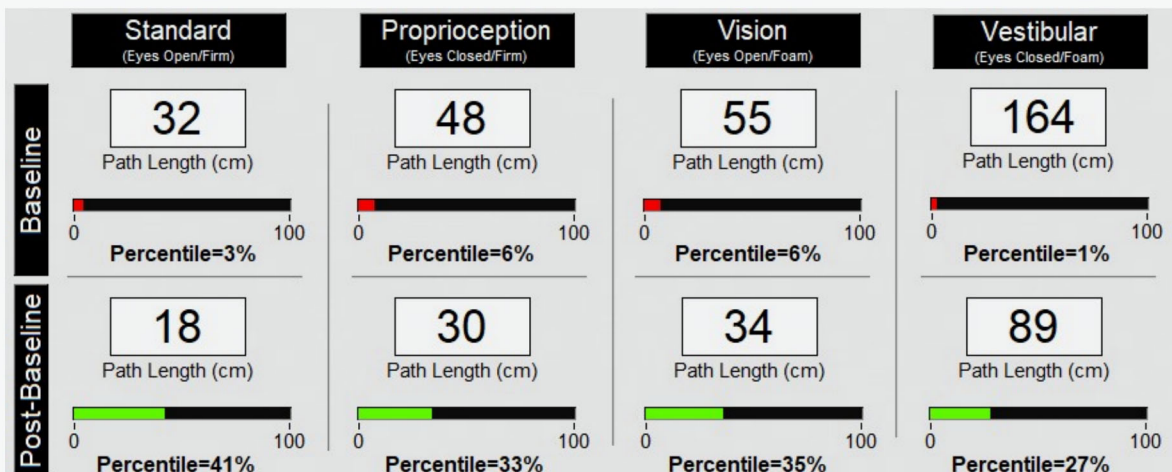 Standard
(Eyes Open/Firm)
Proprioception
(Eyes Closed/Firm)
Vision
(Eyes Open/Foam)
Vestibular
(Eyes Closed/Foam)
Baseline
32
Path Length (cm)
0 100
Percentile=3%
48
Path Length (cm)
0 100
Percentile=6%
55
Path Length (cm)
0 100
Percentile=6%
164
Path Length (cm)
0 100
Percentile=1%
Post-Baseline
18
Path Length (cm)
0 100
Percentile=41%
30
Path Length (cm)
0 100
Percentile=33%
34
Path Length (cm)
0 100
Percentile=35%
89
Path Length (cm)
0 100
Percentile=27%